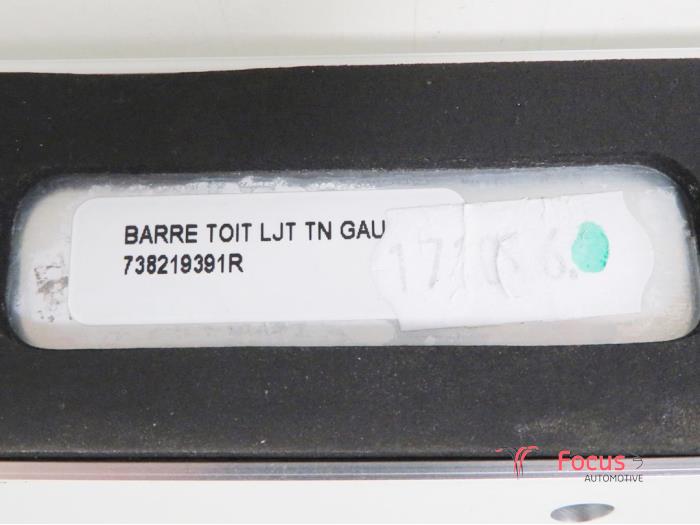 BARRE TOIT LJT TN GAU
738219391R
Focus
AUTOMOTIVE